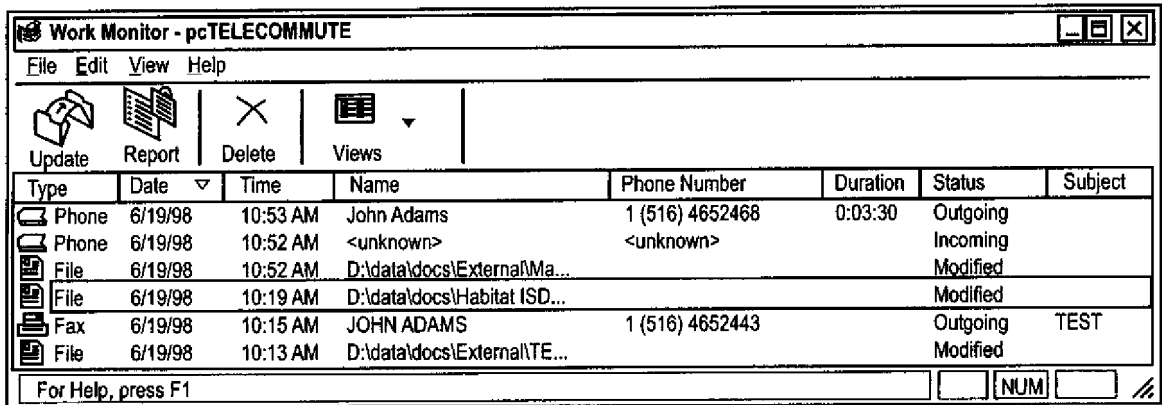 Work Monitor - pcTELECOMMUTE
File Edit View Help
Update Report Delete Views
Type Date Time Name Phone Number Duration Status Subject
Phone 6/19/98 10:53 AM John Adams 1 (516) 4652468 0:03:30 Outgoing
Phone 6/19/98 10:52 AM <unknown> <unknown> Incoming
File 6/19/98 10:52 AM D:\data\docs\External\Ma... Modified
File 6/19/98 10:19 AM D:\data\docs\Habitat ISD... Modified
Fax 6/19/98 10:15 AM JOHN ADAMS 1 (516) 4652443 Outgoing TEST
File 6/19/98 10:13 AM D:\data\docs\External\TE... Modified
For Help, press F1 NUM